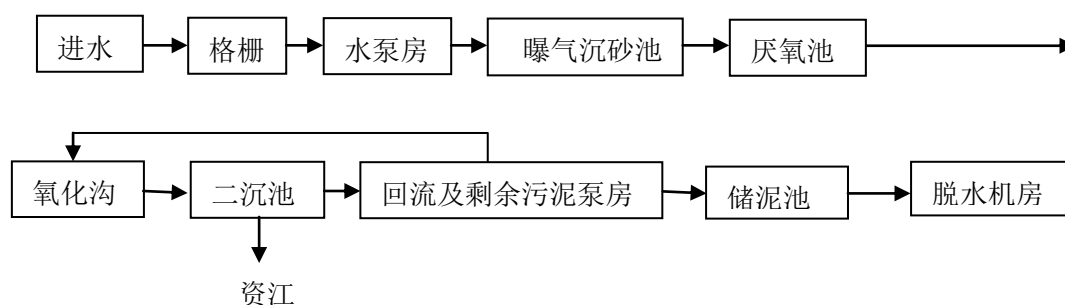 进水 格栅 水泵房 曝气沉砂池 厌氧池
氧化沟 二沉池 回流及剩余污泥泵房 储泥池 脱水机房
资江